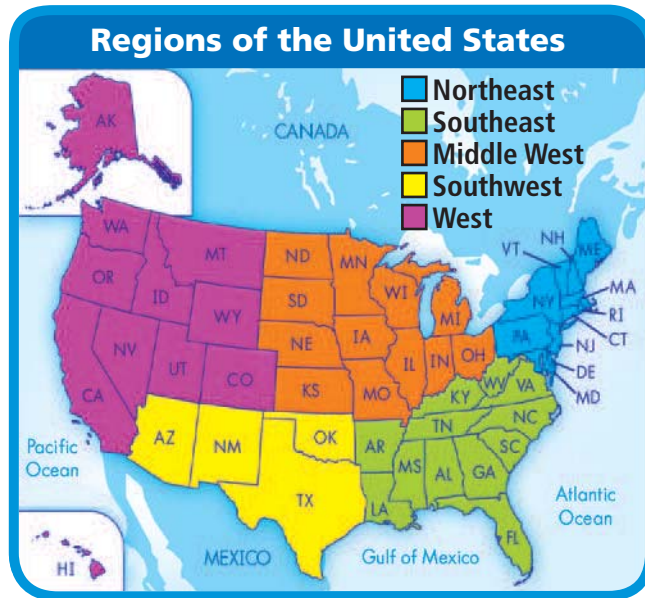 Regions of the United States
Northeast
Southeast
Middle West
Southwest
West
AK
CANADA
WA
MT
ND
MN
VT
NH
ME
OR
ID
SD
WI
MI
NY
MA
RI
CT
WY
NE
IA
PA
NJ
NV
UT
CO
IL
IN
OH
DE
MD
CA
KS
MO
WV
VA
KY
NC
TN
SC
AZ
NM
OK
AR
MS
AL
GA
TX
LA
FL
Pacific
Ocean
Atlantic
Ocean
HI
MEXICO
Gulf of Mexico